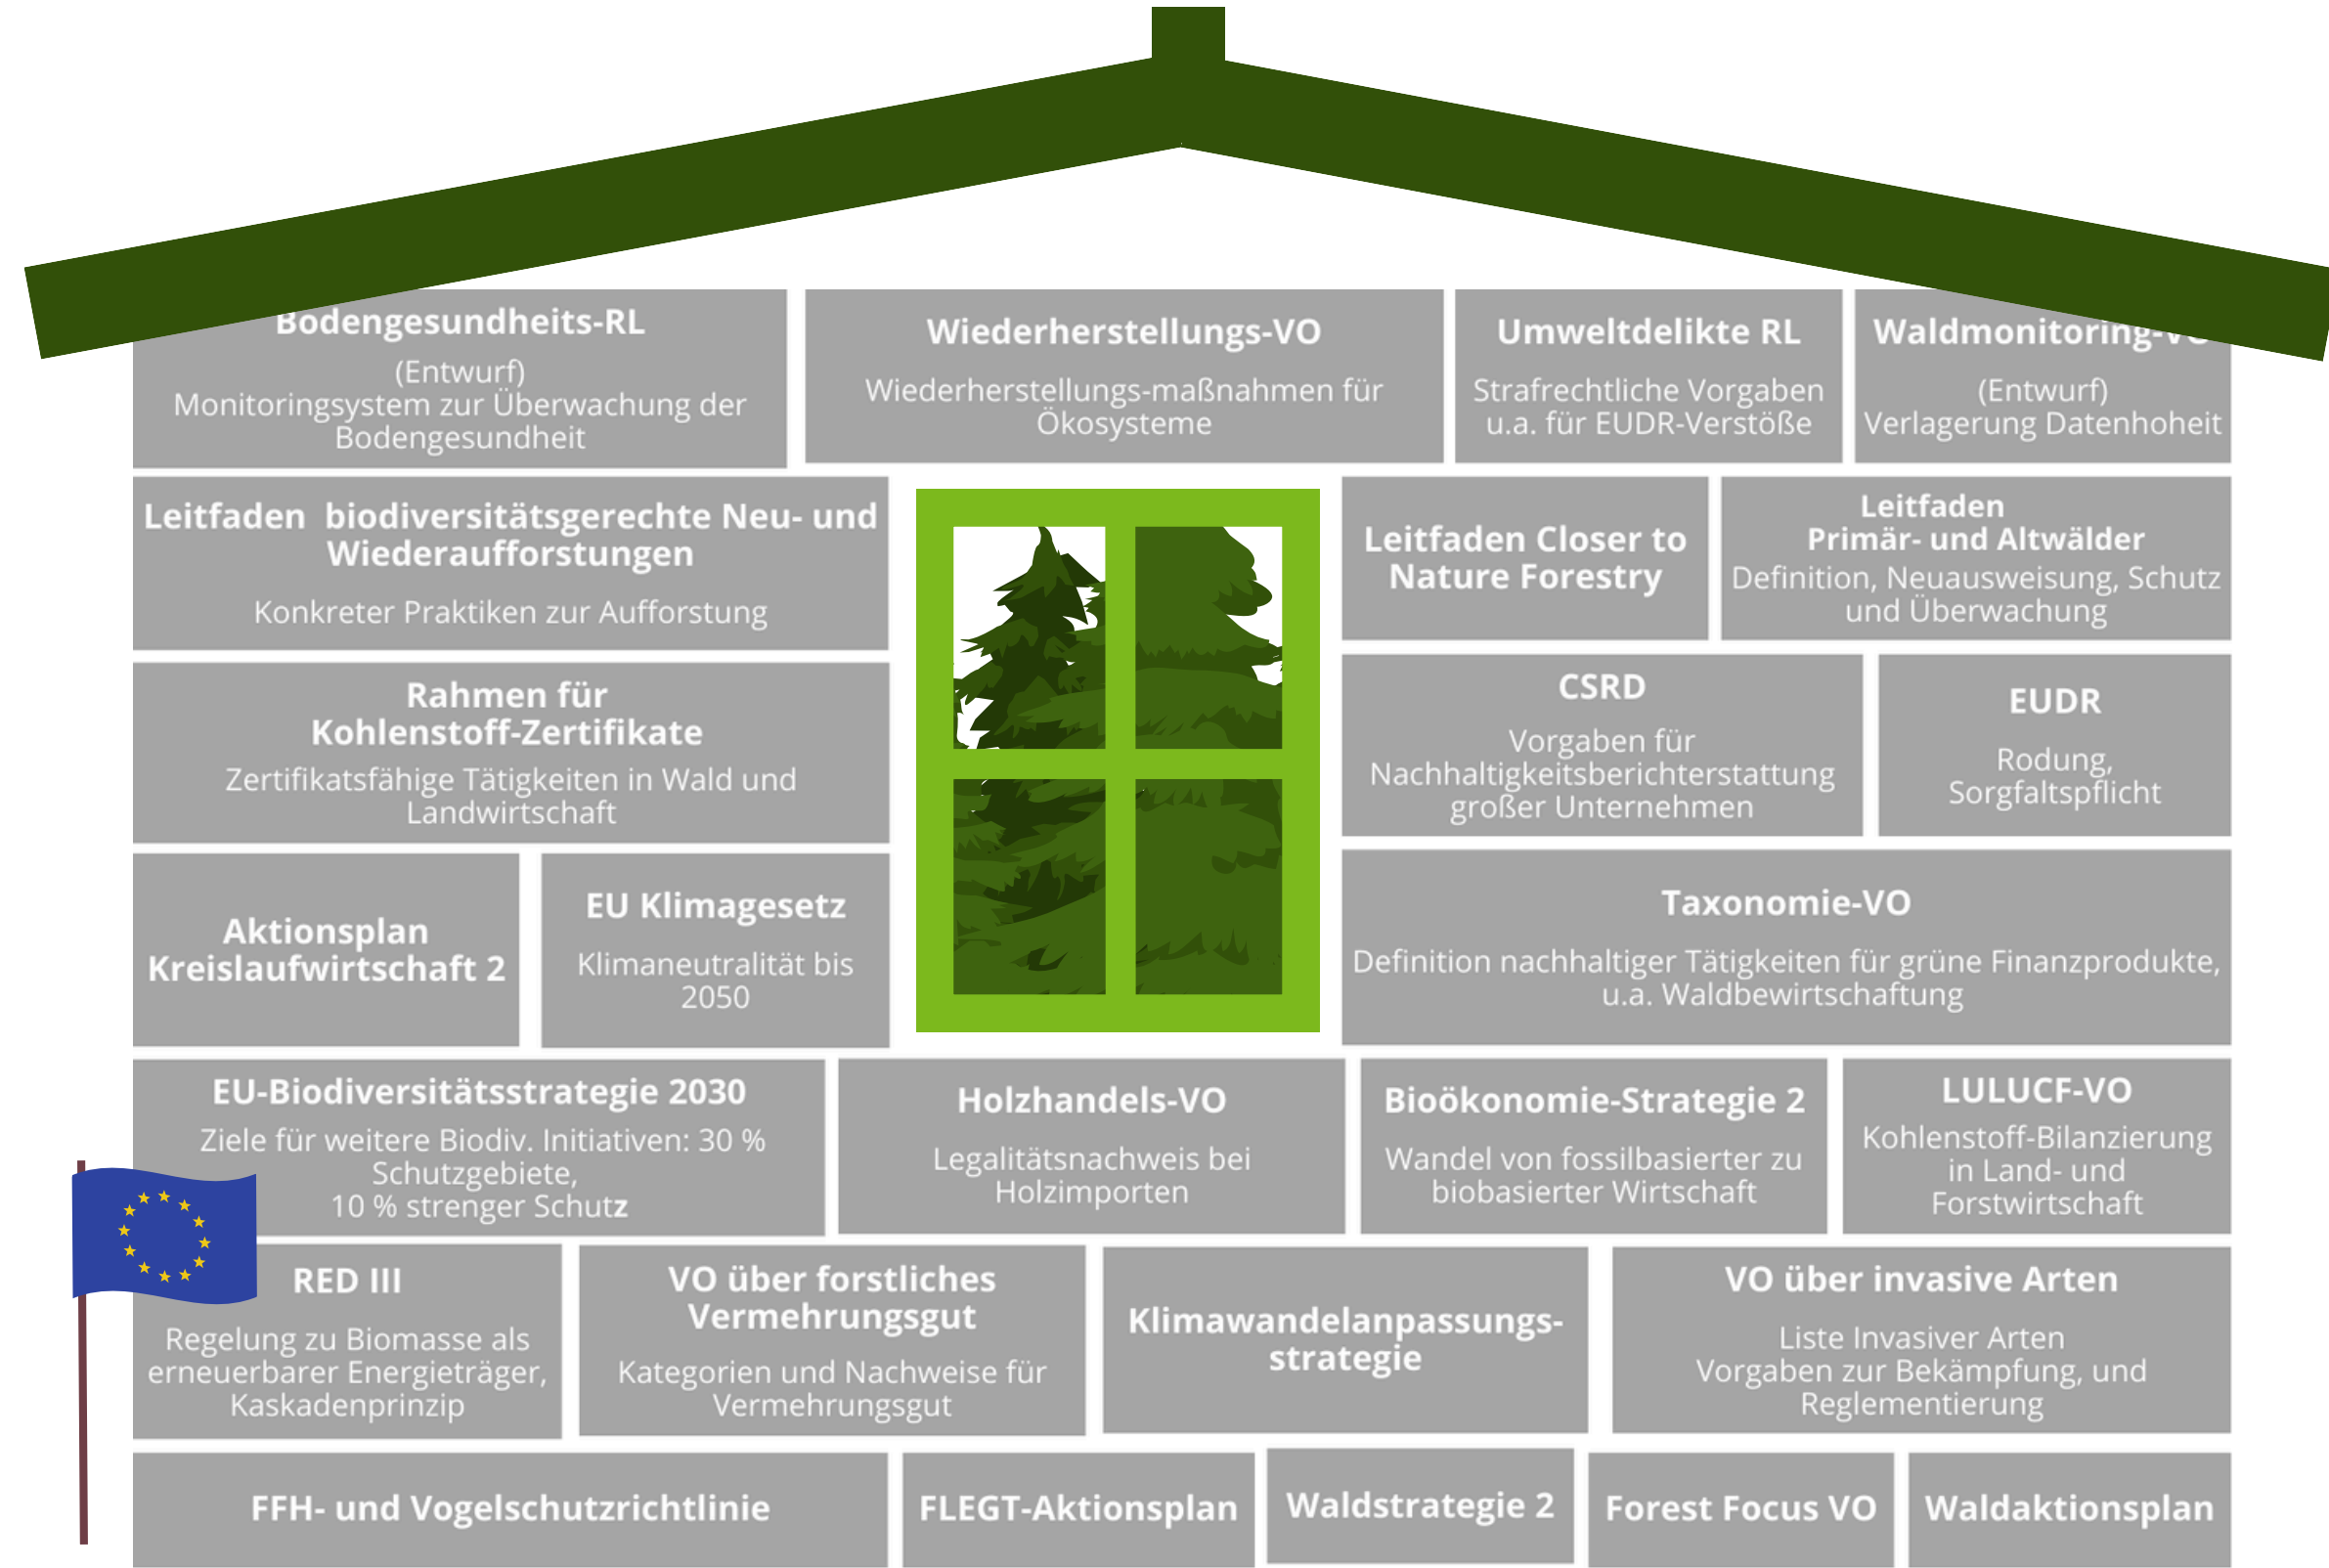 Bodengesundheits-RL
(Entwurf)
Monitoringsystem zur Überwachung der
Bodengesundheit
Wiederherstellungs-VO
Wiederherstellungs-maßnahmen für
Ökosysteme
Umweltdelikte RL
Strafrechtliche Vorgaben
u.a. für EUDR-Verstöße
Waldmonitoring-VO
(Entwurf)
Verlagerung Datenhoheit
Leitfaden biodiversitätsgerechte Neu- und
Wiederaufforstungen
Konkreter Praktiken zur Aufforstung
Leitfaden Closer to
Nature Forestry
Leitfaden
Primär- und Altwälder
Definition, Neuausweisung, Schutz
und Überwachung
Rahmen für
Kohlenstoff-Zertifikate
Zertifikatsfähige Tätigkeiten in Wald und
Landwirtschaft
CSRD
Vorgaben für
Nachhaltigkeitsberichterstattung
großer Unternehmen
EUDR
Rodung,
Sorgfaltspflicht
Aktionsplan
Kreislaufwirtschaft 2
EU Klimagesetz
Klimaneutralität bis
2050
Taxonomie-VO
Definition nachhaltiger Tätigkeiten für grüne Finanzprodukte,
u.a. Waldbewirtschaftung
EU-Biodiversitätsstrategie 2030
Ziele für weitere Biodiv. Initiativen: 30 %
Schutzgebiete,
10 % strenger Schutz
Holzhandels-VO
Legalitätsnachweis bei
Holzimporten
Bioökonomie-Strategie 2
Wandel von fossilbasierter zu
biobasierter Wirtschaft
LULUCF-VO
Kohlenstoff-Bilanzierung
in Land- und
Forstwirtschaft
RED III
Regelung zu Biomasse als
erneuerbarer Energieträger,
Kaskadenprinzip
VO über forstliches
Vermehrungsgut
Kategorien und Nachweise für
Vermehrungsgut
Klimawandelanpassungs-
strategie
VO über invasive Arten
Liste Invasiver Arten
Vorgaben zur Bekämpfung, und
Reglementierung
FFH- und Vogelschutzrichtlinie
FLEGT-Aktionsplan
Waldstrategie 2
Forest Focus VO
Waldaktionsplan